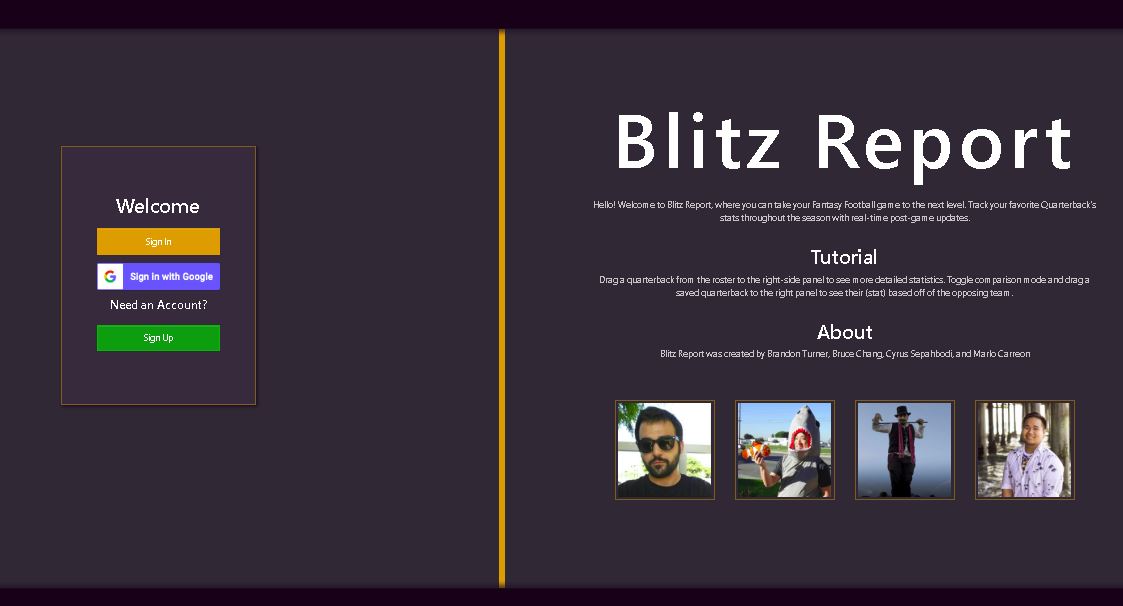 Welcome
Sign In
G Sign in with Google
Need an Account?
Sign Up
Blitz Report
Hello! Welcome to Blitz Report, where you can take your Fantasy Football game to the next level. Track your favorite Quarterback's
stats throughout the season with real-time post-game updates.
Tutorial
Drag a quarterback from the roster to the right-side panel to see more detailed statistics. Toggle comparison mode and drag a
saved quarterback to the right panel to see their (stat) based off of the opposing team.
About
Blitz Report was created by Brandon Turner, Bruce Chang, Cyrus Sepahbodi, and Marlo Carreon